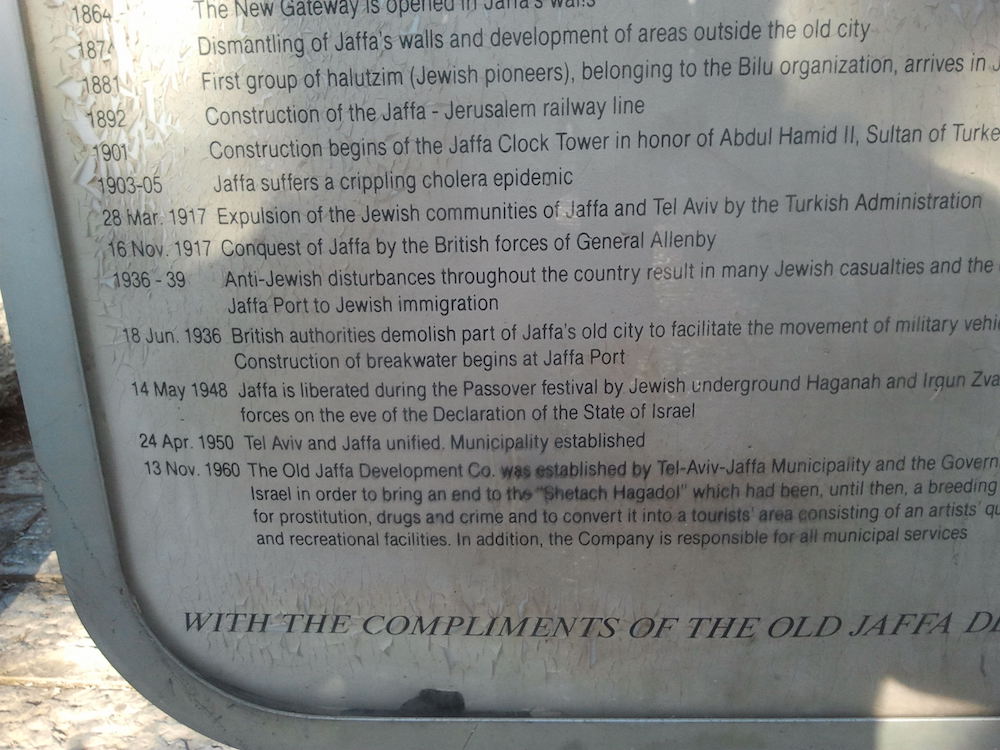 1864 The New Gateway is opened in Jaffa's walls
1874 Dismantling of Jaffa's walls and development of areas outside the old city
1881 First group of halutzim (Jewish pioneers), belonging to the Bilu organization, arrives in J
1892 Construction of the Jaffa - Jerusalem railway line
1901 Construction begins of the Jaffa Clock Tower in honor of Abdul Hamid II, Sultan of Turke
1903-05 Jaffa suffers a crippling cholera epidemic
28 Mar. 1917 Expulsion of the Jewish communities of Jaffa and Tel Aviv by the Turkish Administration
16 Nov. 1917 Conquest of Jaffa by the British forces of General Allenby
1936 - 39 Anti-Jewish disturbances throughout the country result in many Jewish casualties and the
Jaffa Port to Jewish immigration
18 Jun. 1936 British authorities demolish part of Jaffa's old city to facilitate the movement of military vehi
Construction of breakwater begins at Jaffa Port
14 May 1948 Jaffa is liberated during the Passover festival by Jewish underground Haganah and Irgun Zva
forces on the eve of the Declaration of the State of Israel
24 Apr. 1950 Tel Aviv and Jaffa unified. Municipality established
13 Nov. 1960 The Old Jaffa Development Co. was established by Tel-Aviv-Jaffa Municipality and the Govern
Israel in order to bring an end to the "Shetach Hagadol" which had been, until then, a breeding
for prostitution, drugs and crime and to convert it into a tourists' area consisting of an artists' qu
and recreational facilities. In addition, the Company is responsible for all municipal services
WITH THE COMPLIMENTS OF THE OLD JAFFA DE